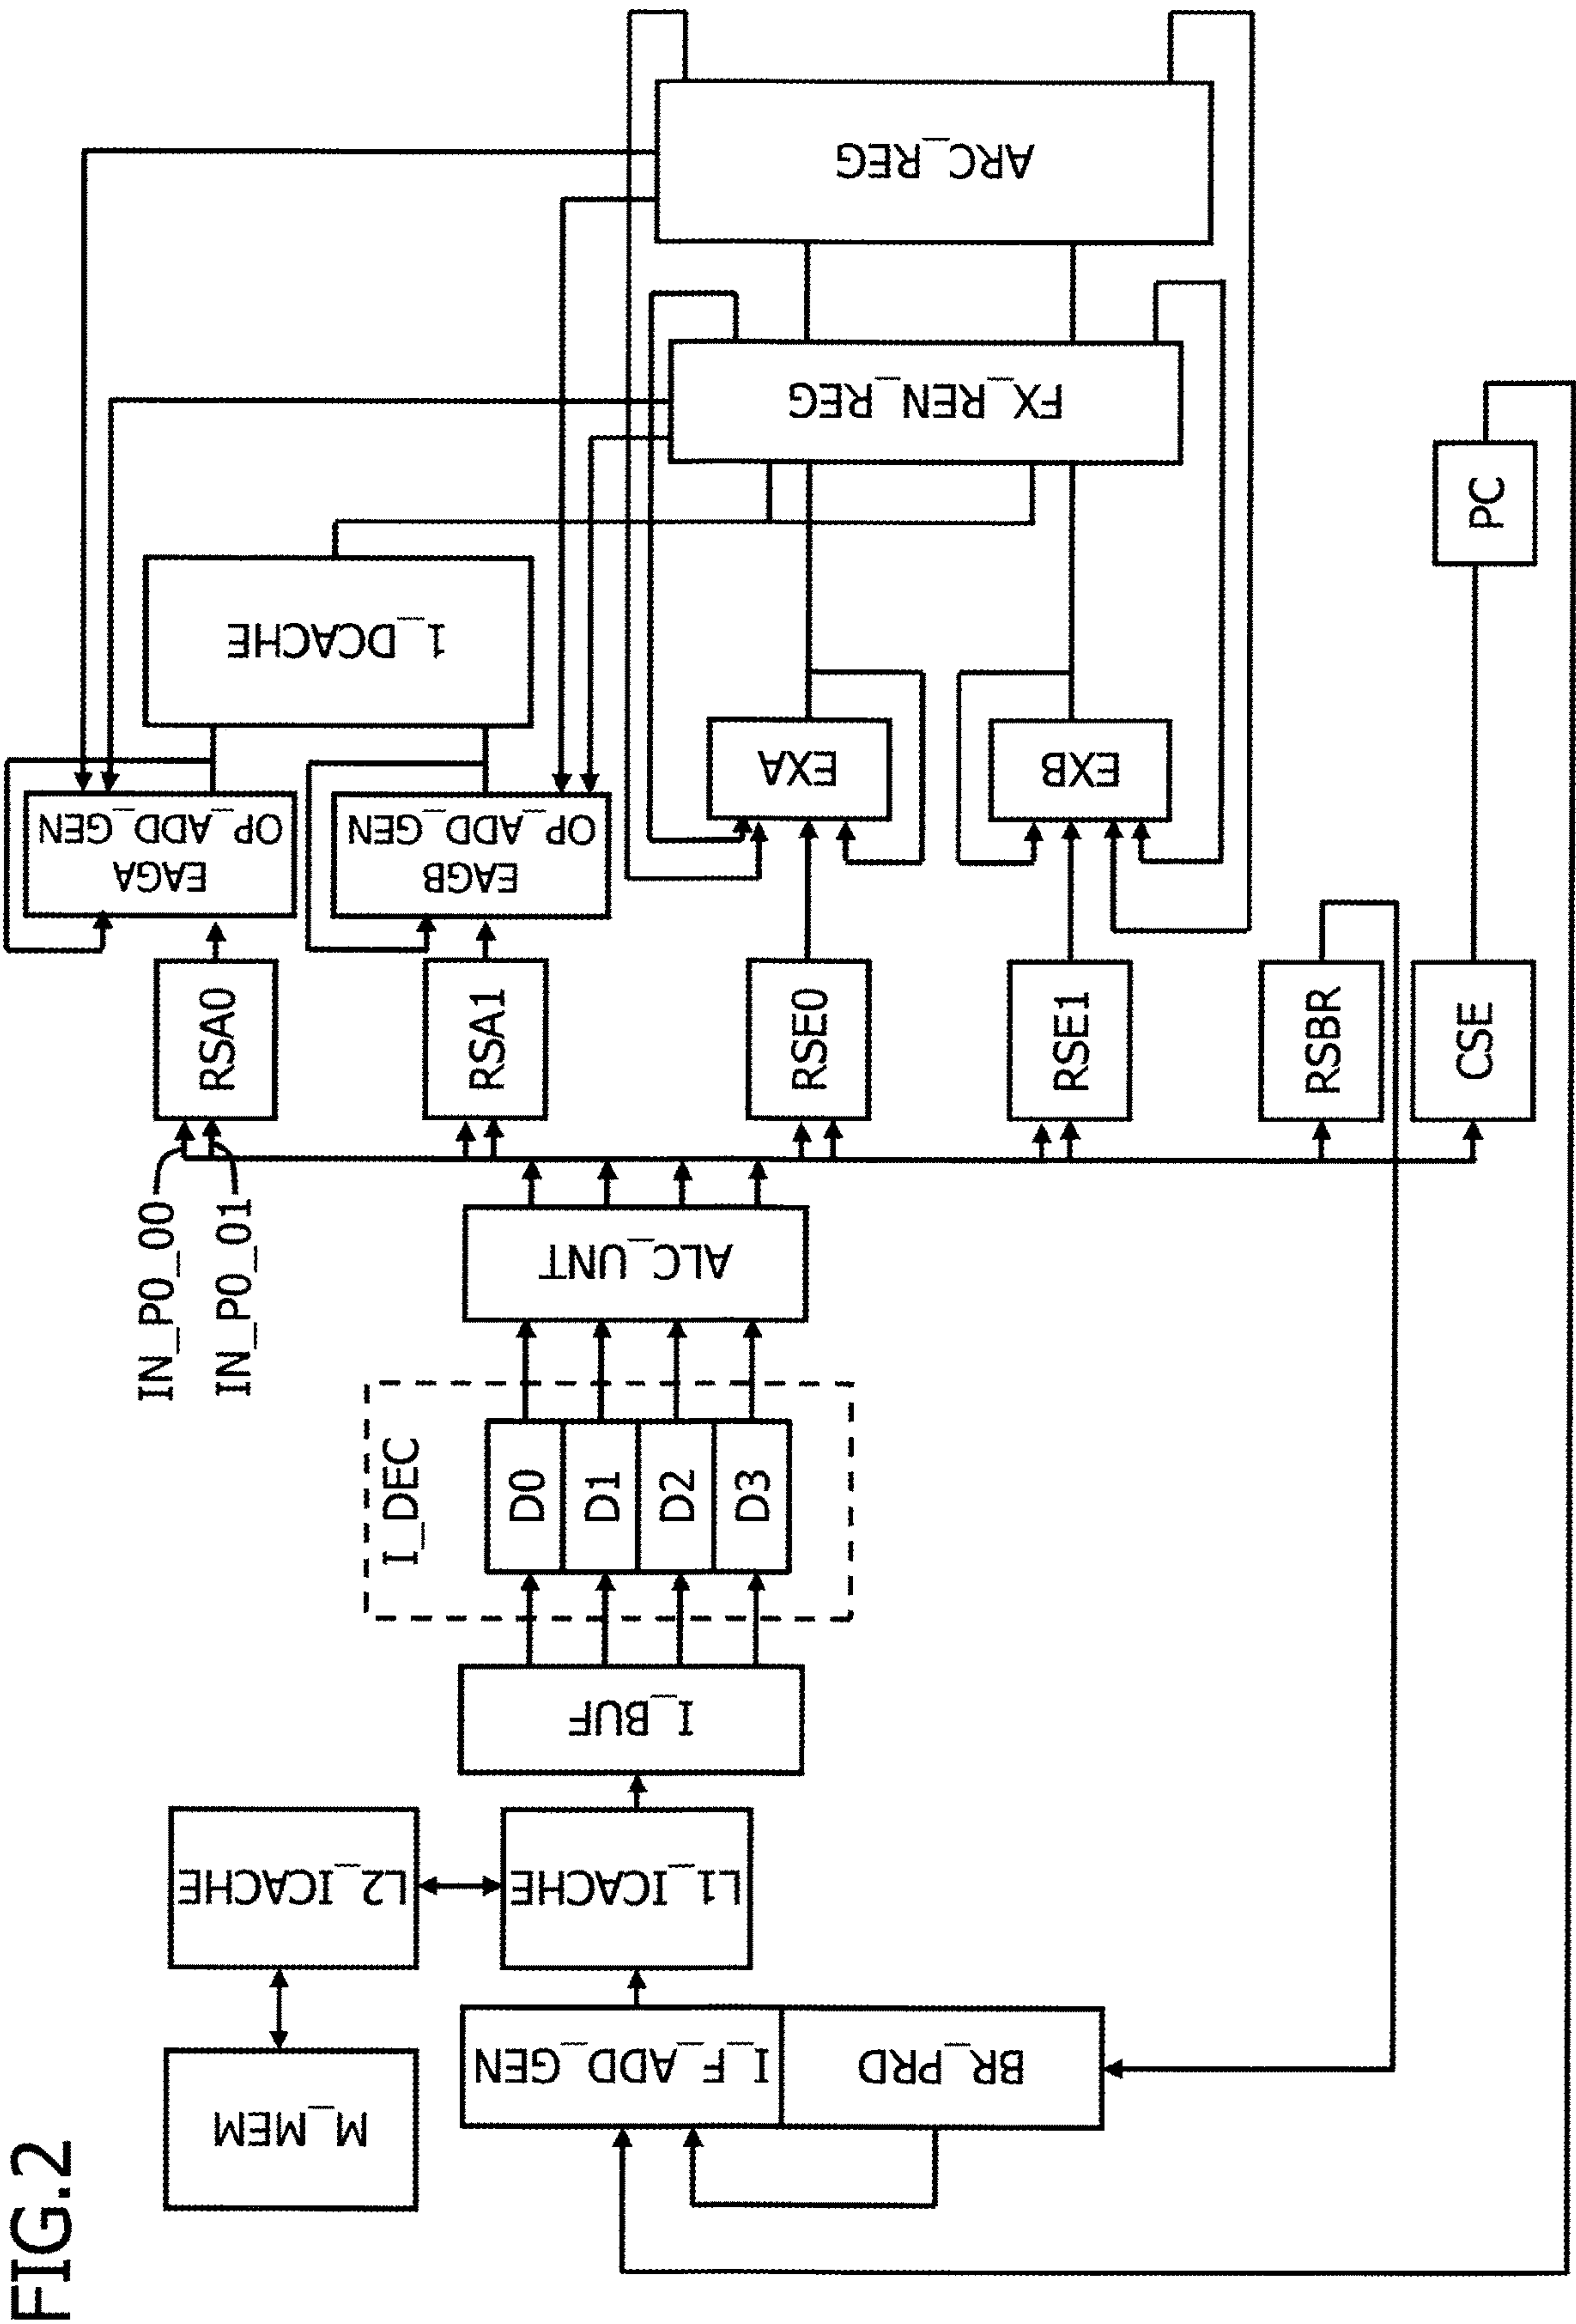 FIG.2
M_MEM
L2_ICACHE
I_F_ADD_GEN
BR_PRD
L1_ICACHE
I_BUF
I_DEC
D0
D1
D2
D3
ALC_UNT
IN_P0_00
IN_P0_01
RSA0
RSA1
RSE0
RSE1
RSBR
CSE
OP_ADD_GEN
EAGA
OP_ADD_GEN
EAGB
EXA
EXB
1_DCACHE
FX_REN_REG
ARC_REG
PC